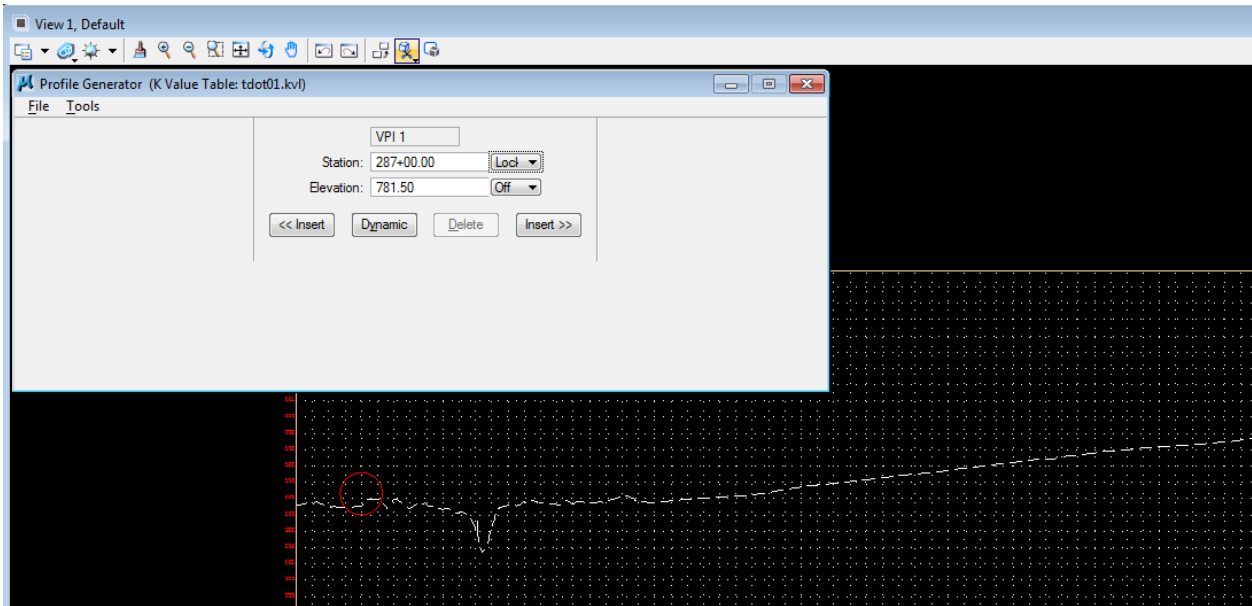 View 1, Default
Profile Generator (K Value Table: tdot01.kvl)
File Tools
VPI 1
Station: 287+00.00 Lock
Elevation: 781.50 Off
<< Insert Dynamic Delete Insert >>